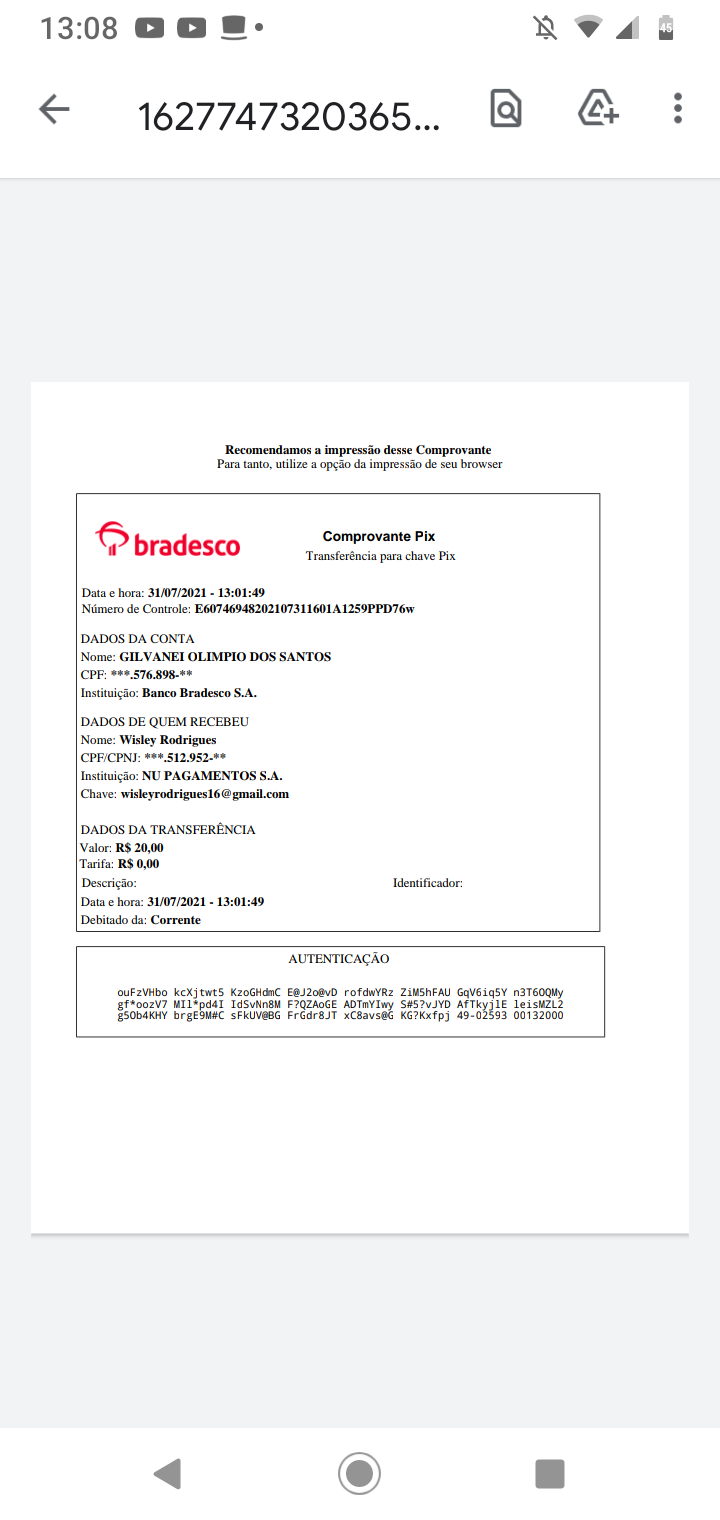 13:08
45
1627747320365...
Recomendamos a impressão desse Comprovante
Para tanto, utilize a opção da impressão de seu browser
bradesco
Comprovante Pix
Transferência para chave Pix
Data e hora: 31/07/2021 - 13:01:49
Número de Controle: E60746948202107311601A1259PPD76w
DADOS DA CONTA
Nome: GILVANEI OLIMPIO DOS SANTOS
CPF: ***.576.898-**
Instituição: Banco Bradesco S.A.
DADOS DE QUEM RECEBEU
Nome: Wisley Rodrigues
CPF/CPNJ: ***.512.952-**
Instituição: NU PAGAMENTOS S.A.
Chave: wisleyrodrigues16@gmail.com
DADOS DA TRANSFERÊNCIA
Valor: R$ 20,00
Tarifa: R$ 0,00
Descrição: Identificador:
Data e hora: 31/07/2021 - 13:01:49
Debitado da: Corrente
AUTENTICAÇÃO
ouFzVHbo kcXjtwt5 KzoGHdmC E@J2o@vD rofdwYRz ZiM5hFAU GqV6iq5Y n3T6OQMy
gf*oozV7 MIl*pd4I IdSvNn8M F?QZAoGE ADTmYIwy S#5?vJYD AfTkyjlE leisMZL2
g5Ob4KHY brgE9M#C sFkUV@BG FrGdr8JT xC8avs@G KG?Kxfpj 49-02593 00132000